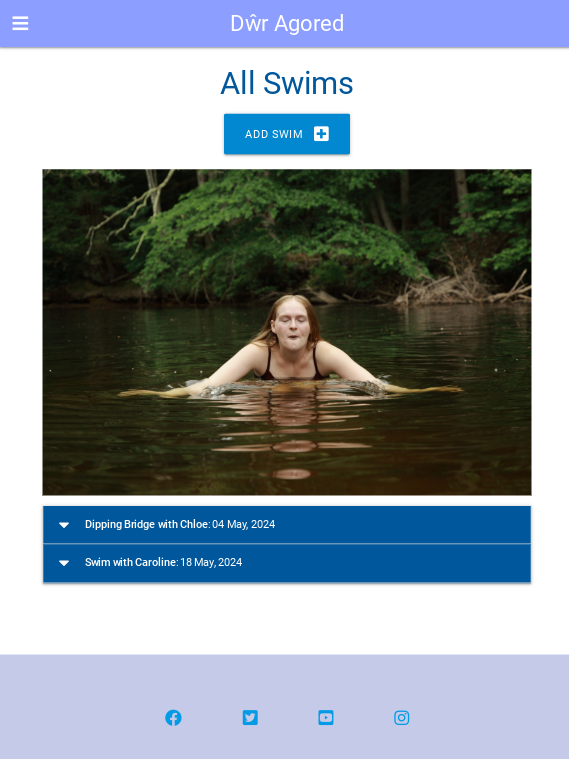 Dŵr Agored
All Swims
ADD SWIM
Dipping Bridge with Chloe: 04 May, 2024
Swim with Caroline: 18 May, 2024